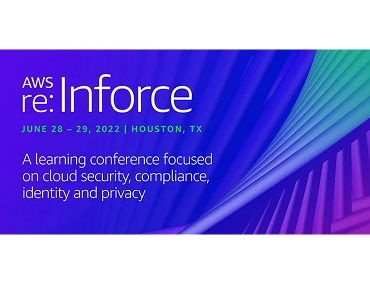 AWS
re:Inforce
JUNE 28 – 29, 2022 | HOUSTON, TX
A learning conference focused
on cloud security, compliance,
identity and privacy